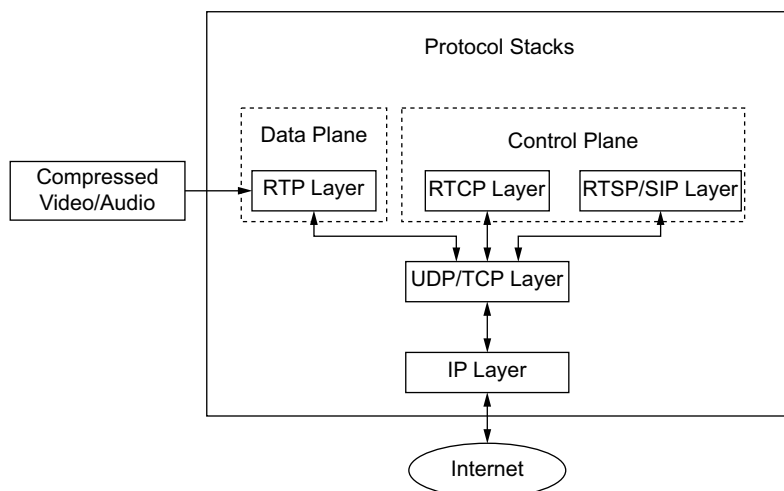 Protocol Stacks
Data Plane
Control Plane
Compressed
Video/Audio
RTP Layer
RTCP Layer
RTSP/SIP Layer
UDP/TCP Layer
IP Layer
Internet